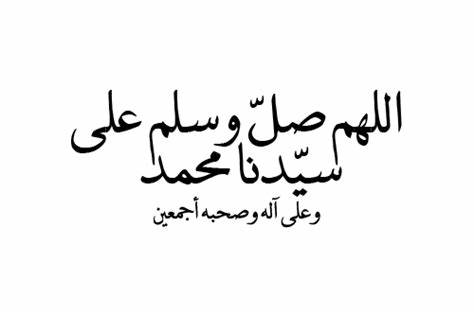 اللهم صلّ وسلم على
سيّدنا محمد
وعلى آله وصحبه أجمعين